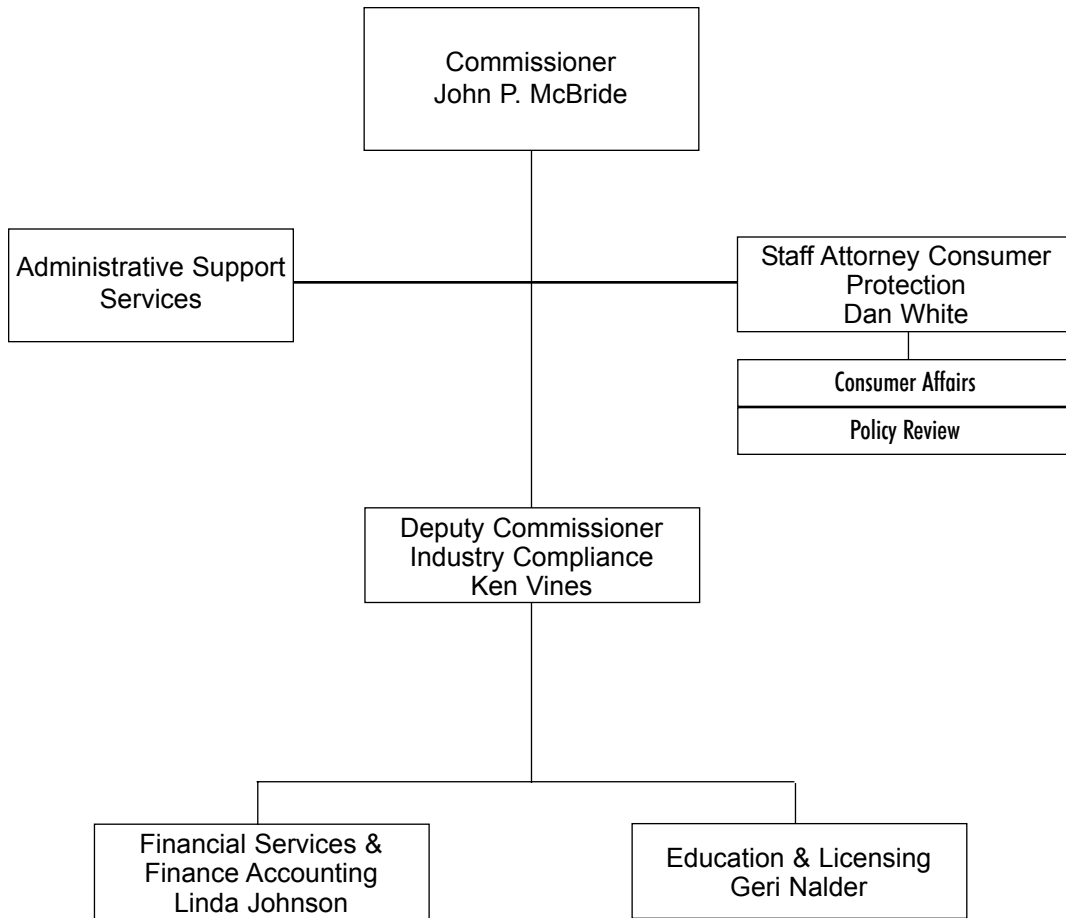 Commissioner
John P. McBride
Administrative Support
Services
Staff Attorney Consumer
Protection
Dan White
Consumer Affairs
Policy Review
Deputy Commissioner
Industry Compliance
Ken Vines
Financial Services &
Finance Accounting
Linda Johnson
Education & Licensing
Geri Nalder